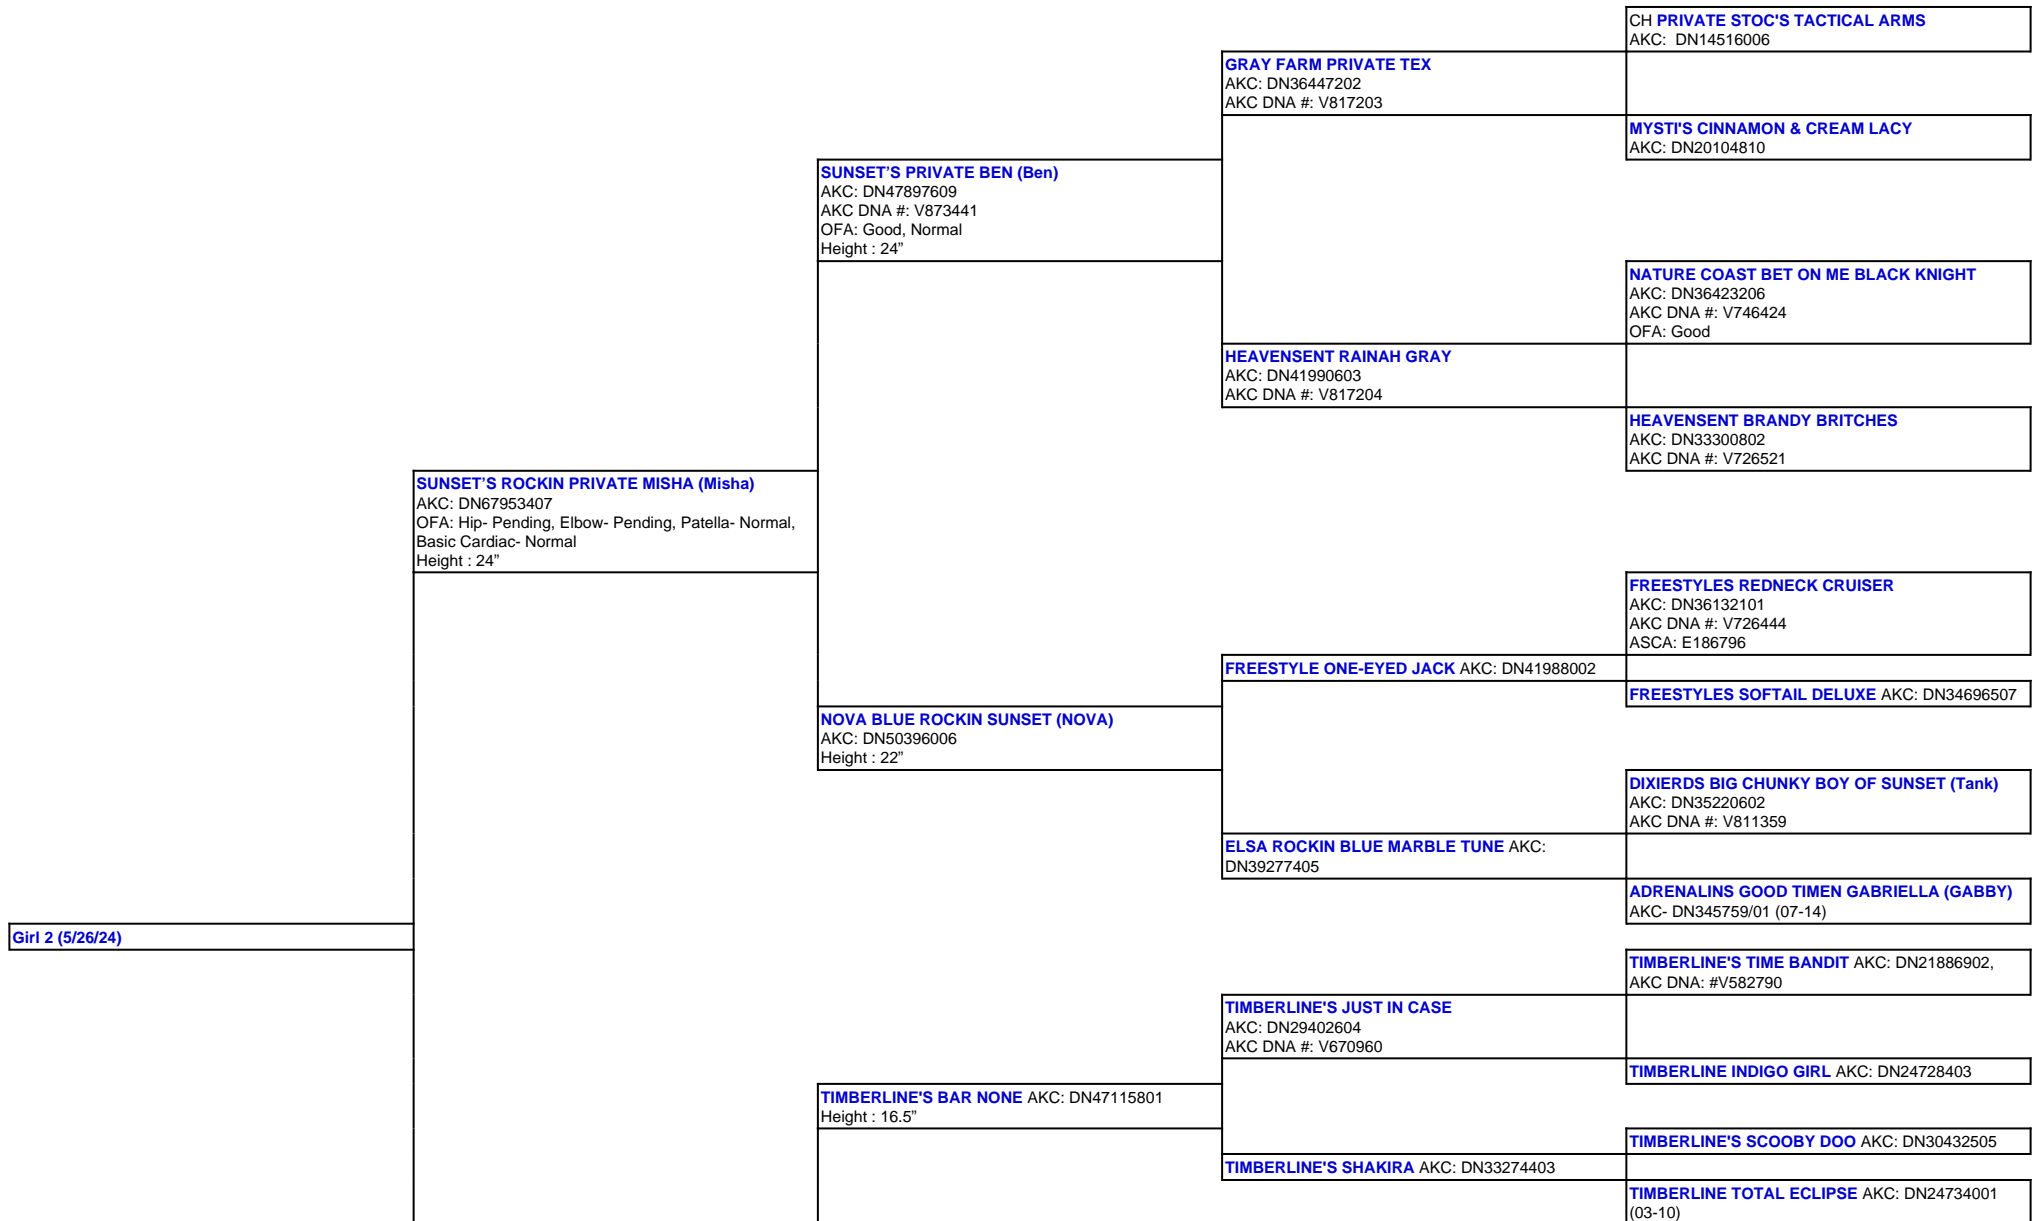 CH PRIVATE STOC'S TACTICAL ARMS
AKC:  DN14516006
GRAY FARM PRIVATE TEX
AKC: DN36447202
AKC DNA #: V817203
MYSTI'S CINNAMON & CREAM LACY
AKC: DN20104810
SUNSET’S PRIVATE BEN (Ben)
AKC: DN47897609
AKC DNA #: V873441
OFA: Good, Normal
Height : 24”
NATURE COAST BET ON ME BLACK KNIGHT
AKC: DN36423206
AKC DNA #: V746424
OFA: Good
HEAVENSENT RAINAH GRAY
AKC: DN41990603
AKC DNA #: V817204
HEAVENSENT BRANDY BRITCHES
AKC: DN33300802
AKC DNA #: V726521
SUNSET’S ROCKIN PRIVATE MISHA (Misha)
AKC: DN67953407
OFA: Hip- Pending, Elbow- Pending, Patella- Normal,
Basic Cardiac- Normal
Height : 24”
FREESTYLES REDNECK CRUISER
AKC: DN36132101
AKC DNA #: V726444
ASCA: E186796
FREESTYLE ONE-EYED JACK AKC: DN41988002
FREESTYLES SOFTAIL DELUXE AKC: DN34696507
NOVA BLUE ROCKIN SUNSET (NOVA)
AKC: DN50396006
Height : 22”
DIXIERDS BIG CHUNKY BOY OF SUNSET (Tank)
AKC: DN35220602
AKC DNA #: V811359
ELSA ROCKIN BLUE MARBLE TUNE AKC:
DN39277405
ADRENALINS GOOD TIMEN GABRIELLA (GABBY)
AKC- DN345759/01 (07-14)
Girl 2 (5/26/24)
TIMBERLINE'S TIME BANDIT AKC: DN21886902,
AKC DNA: #V582790
TIMBERLINE'S JUST IN CASE
AKC: DN29402604
AKC DNA #: V670960
TIMBERLINE INDIGO GIRL AKC: DN24728403
TIMBERLINE'S BAR NONE AKC: DN47115801
Height : 16.5”
TIMBERLINE'S SCOOBY DOO AKC: DN30432505
TIMBERLINE'S SHAKIRA AKC: DN33274403
TIMBERLINE TOTAL ECLIPSE AKC: DN24734001
(03-10)